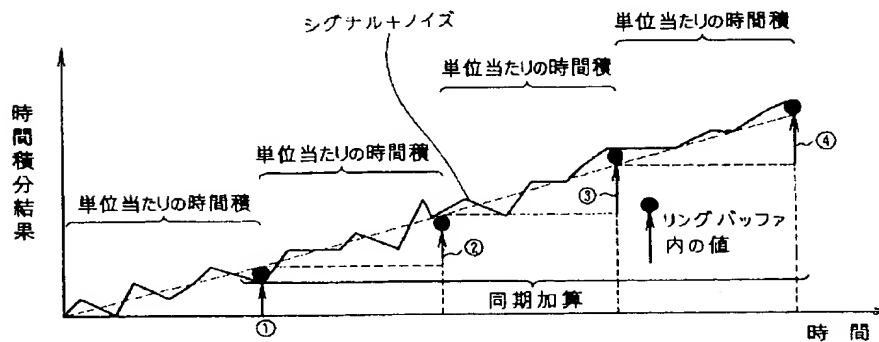 シグナル+ノイズ
単位当たりの時間積
単位当たりの時間積
単位当たりの時間積
単位当たりの時間積
時間積分結果
①
②
③
④
リングバッファ
内の値
同期加算
時間